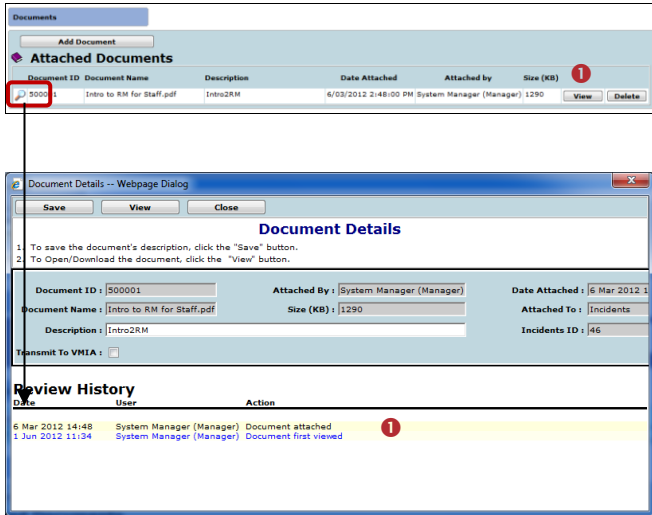 Documents
Add Document
Attached Documents
Document ID Document Name Description Date Attached Attached by Size (KB) 1
500001 Intro to RM for Staff.pdf Intro2RM 6/03/2012 2:48:00 PM System Manager (Manager) 1290 View Delete
Document Details -- Webpage Dialog
Save View Close
Document Details
1. To save the document's description, click the "Save" button.
2. To Open/Download the document, click the "View" button.
Document ID : 500001 Attached By : System Manager (Manager) Date Attached : 6 Mar 2012 1
Document Name : Intro to RM for Staff.pdf Size (KB) : 1290 Attached To : Incidents
Description : Intro2RM Incidents ID : 46
Transmit To VMIA :
Review History
Date User Action
6 Mar 2012 14:48 System Manager (Manager) Document attached 1
1 Jun 2012 11:34 System Manager (Manager) Document first viewed